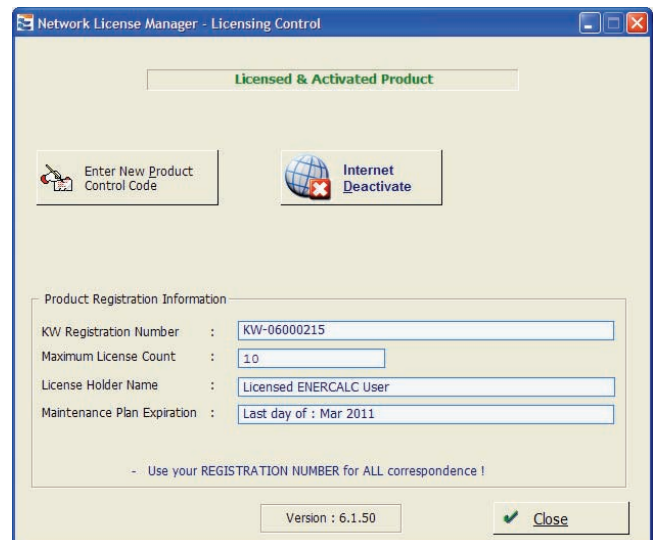 Network License Manager - Licensing Control
Licensed & Activated Product
Enter New Product
Control Code
Internet
Deactivate
Product Registration Information
KW Registration Number : KW-06000215
Maximum License Count : 10
License Holder Name : Licensed ENERCALC User
Maintenance Plan Expiration : Last day of : Mar 2011
- Use your REGISTRATION NUMBER for ALL correspondence !
Version : 6.1.50
Close